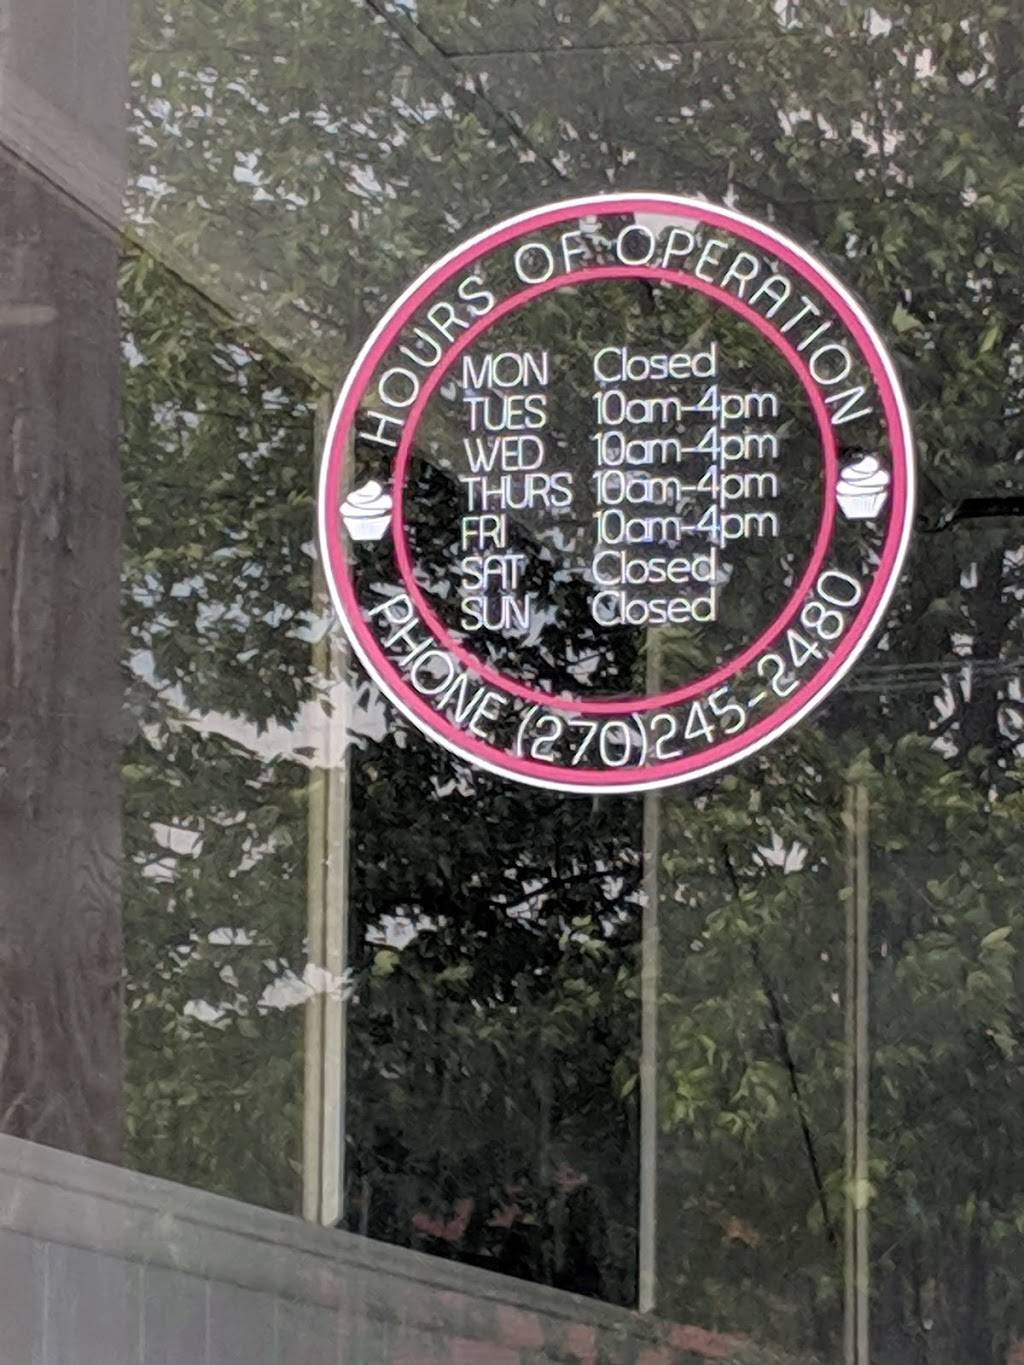 HOURS OF OPERATION
MON Closed
TUES 10am-4pm
WED 10am-4pm
THURS 10am-4pm
FRI 10am-4pm
SAT Closed
SUN Closed
PHONE (270)245-2480